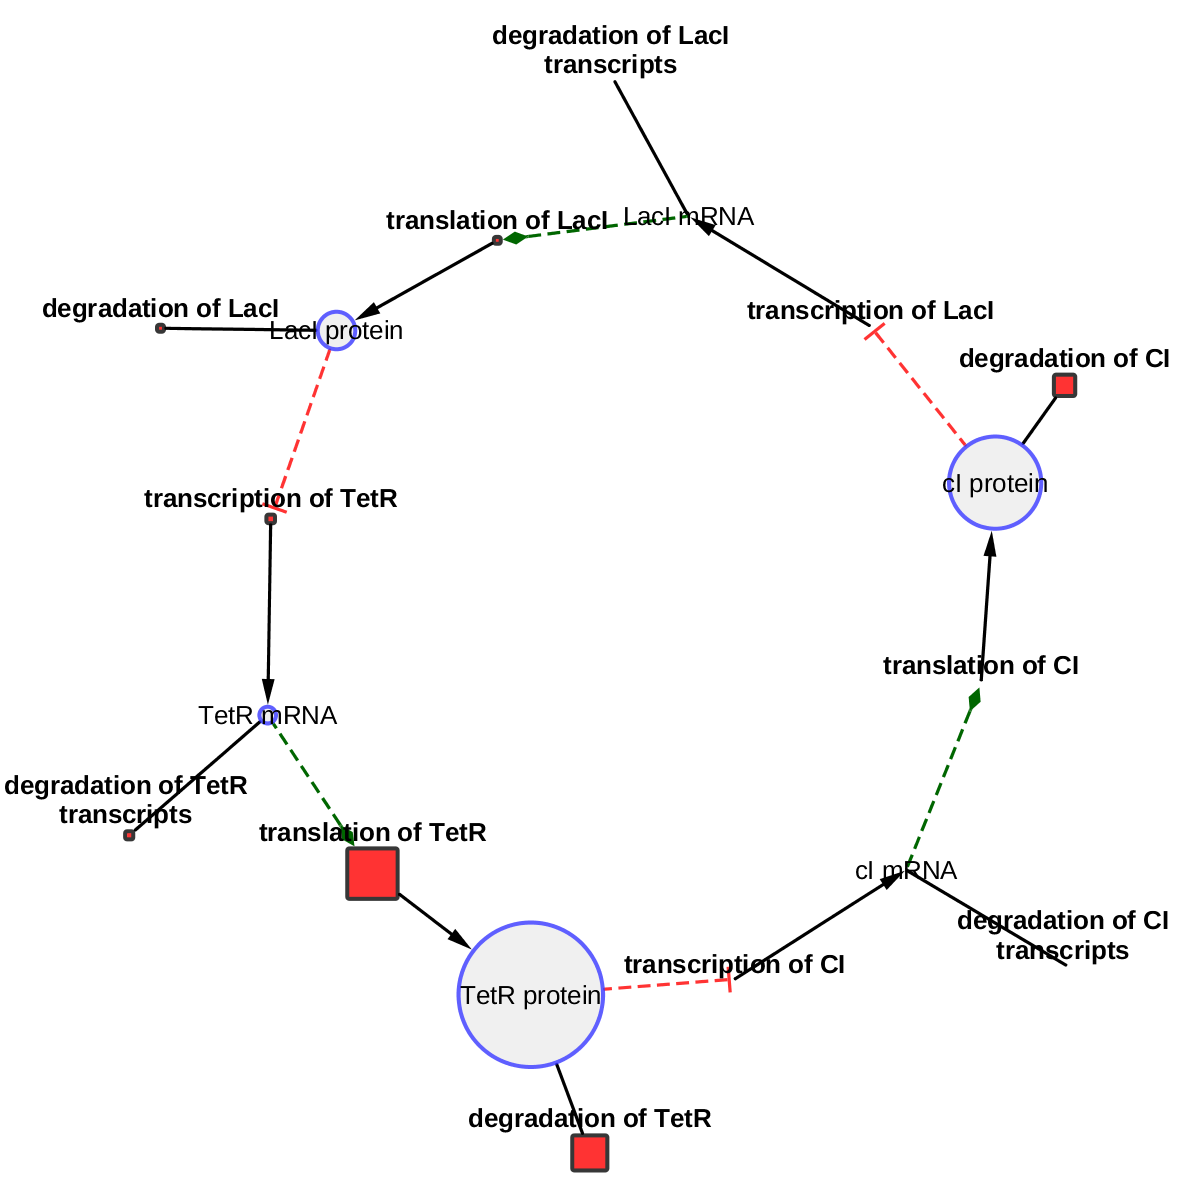 degradation of LacI
transcripts
translation of LacI
LacI mRNA
degradation of LacI
LacI protein
transcription of LacI
degradation of CI
cI protein
transcription of TetR
translation of CI
TetR mRNA
degradation of TetR
transcripts
translation of TetR
cI mRNA
degradation of CI
transcripts
transcription of CI
TetR protein
degradation of TetR